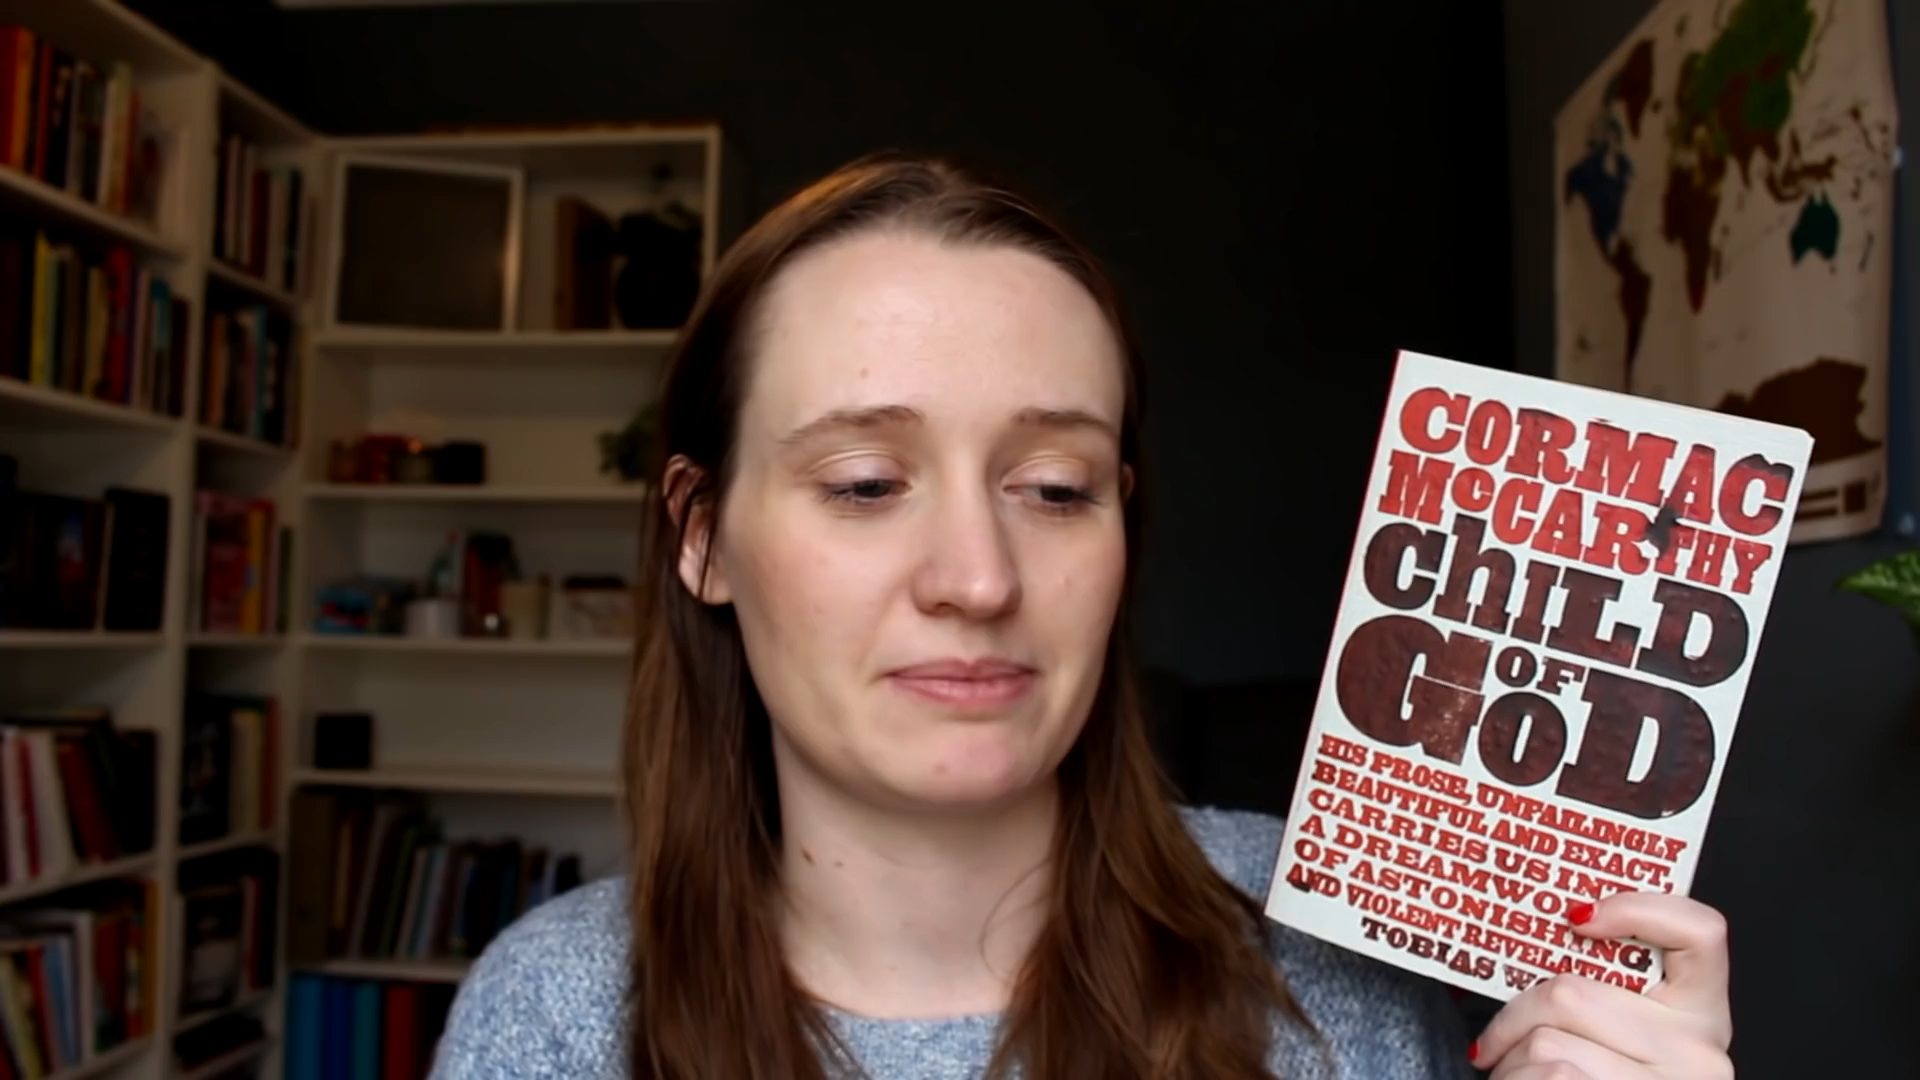 CORMAC
McCARTHY
chILD
OF
GoD
HIS PROSE, UNFAILINGLY
BEAUTIFUL AND EXACT,
CARRIES US INTO
A DREAMWORLD
OF ASTONISHING
AND VIOLENT REVELATION
TOBIAS